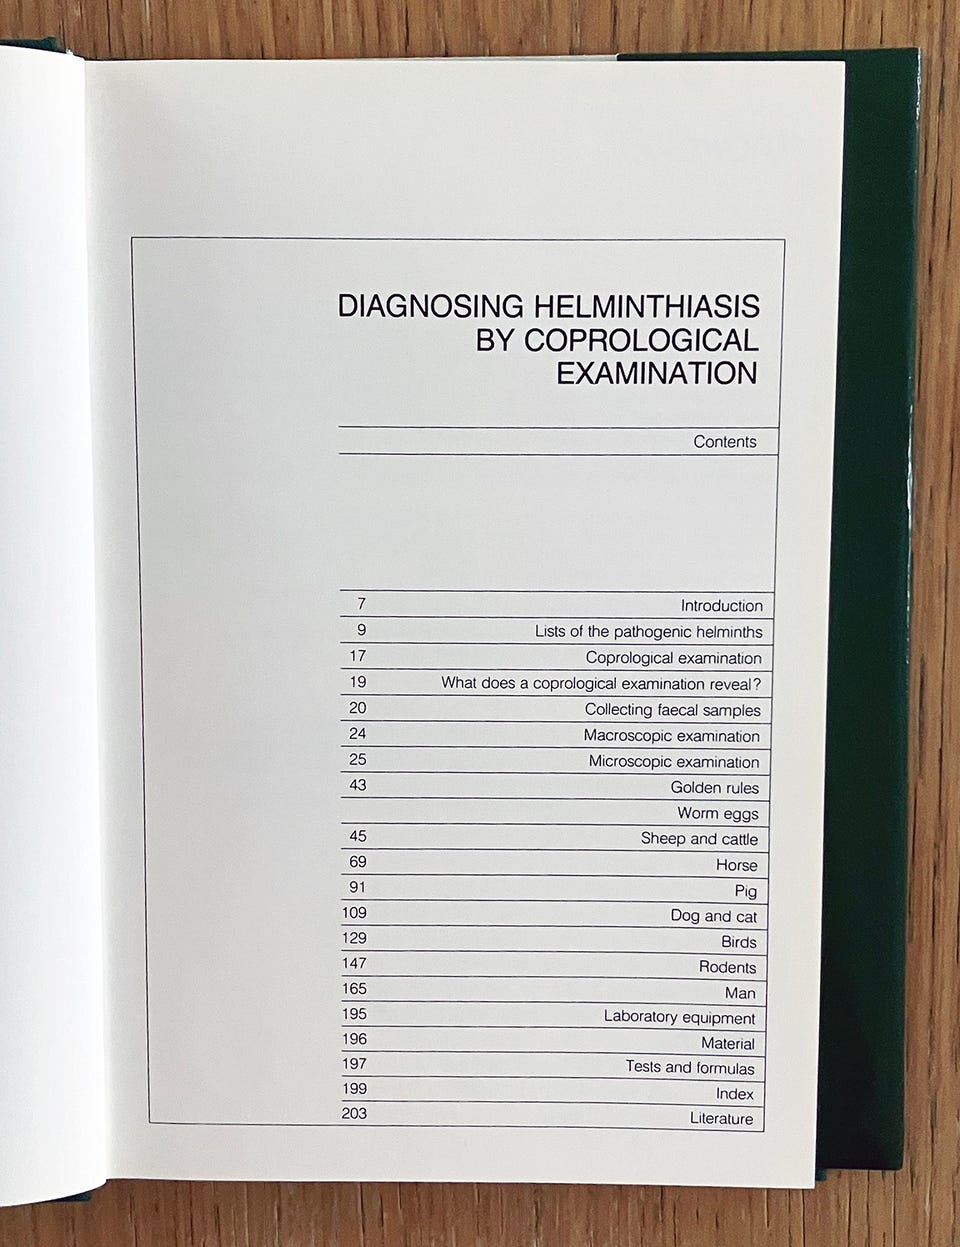 DIAGNOSING HELMINTHIASIS
BY COPROLOGICAL
EXAMINATION
Contents
7 Introduction
9 Lists of the pathogenic helminths
17 Coprological examination
19 What does a coprological examination reveal?
20 Collecting faecal samples
24 Macroscopic examination
25 Microscopic examination
43 Golden rules
Worm eggs
45 Sheep and cattle
69 Horse
91 Pig
109 Dog and cat
129 Birds
147 Rodents
165 Man
195 Laboratory equipment
196 Material
197 Tests and formulas
199 Index
203 Literature